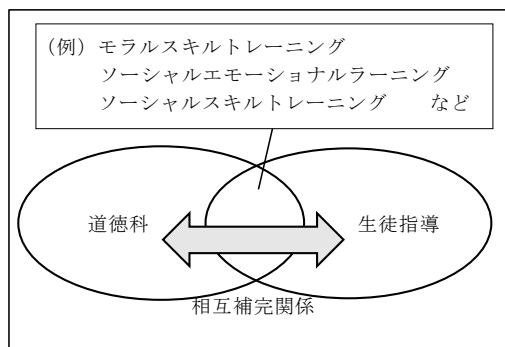 （例）モラルスキルトレーニング
ソーシャルエモーショナルラーニング
ソーシャルスキルトレーニング　　など
道徳科
生徒指導
相互補完関係